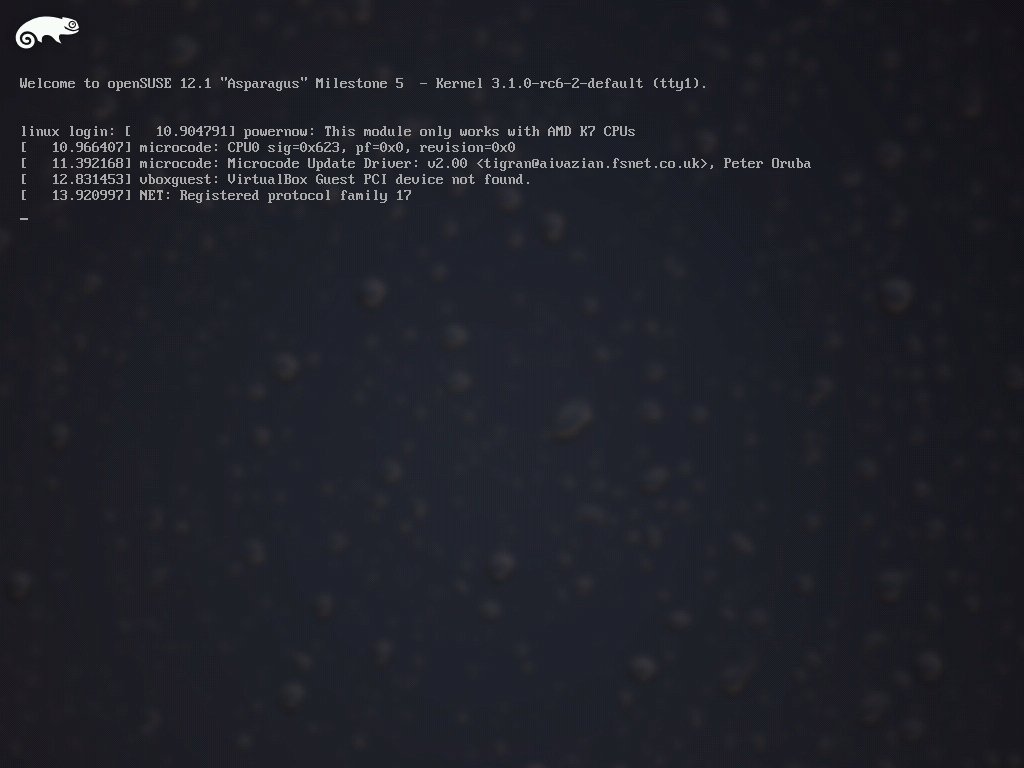 Welcome to openSUSE 12.1 "Asparagus" Milestone 5  - Kernel 3.1.0-rc6-2-default (tty1).
linux login: [   10.904791] powernow: This module only works with AMD K7 CPUs
[   10.966407] microcode: CPU0 sig=0x623, pf=0x0, revision=0x0
[   11.392168] microcode: Microcode Update Driver: v2.00 <tigran@aivazian.fsnet.co.uk>, Peter Oruba
[   12.831453] vboxguest: VirtualBox Guest PCI device not found.
[   13.920997] NET: Registered protocol family 17
_